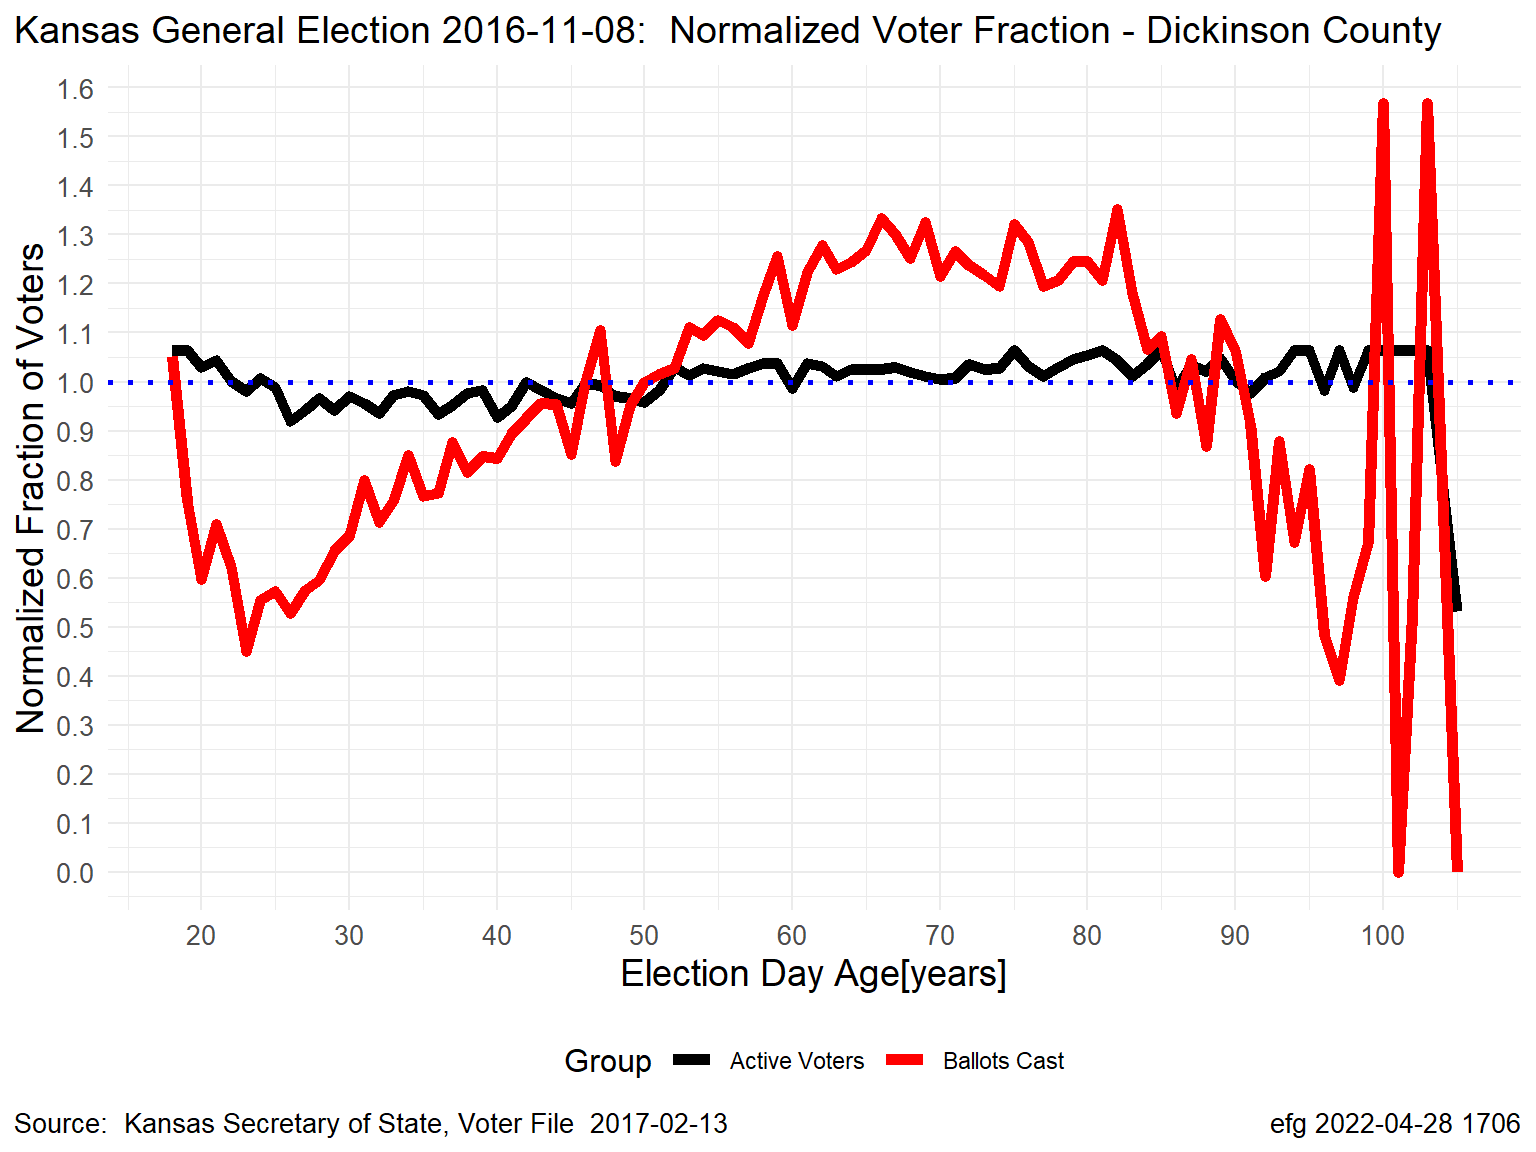 Kansas General Election 2016-11-08:  Normalized Voter Fraction - Dickinson County
Normalized Fraction of Voters
1.6
1.5
1.4
1.3
1.2
1.1
1.0
0.9
0.8
0.7
0.6
0.5
0.4
0.3
0.2
0.1
0.0
20 30 40 50 60 70 80 90 100
Election Day Age[years]
Group Active Voters Ballots Cast
Source:  Kansas Secretary of State, Voter File  2017-02-13 efg 2022-04-28 1706